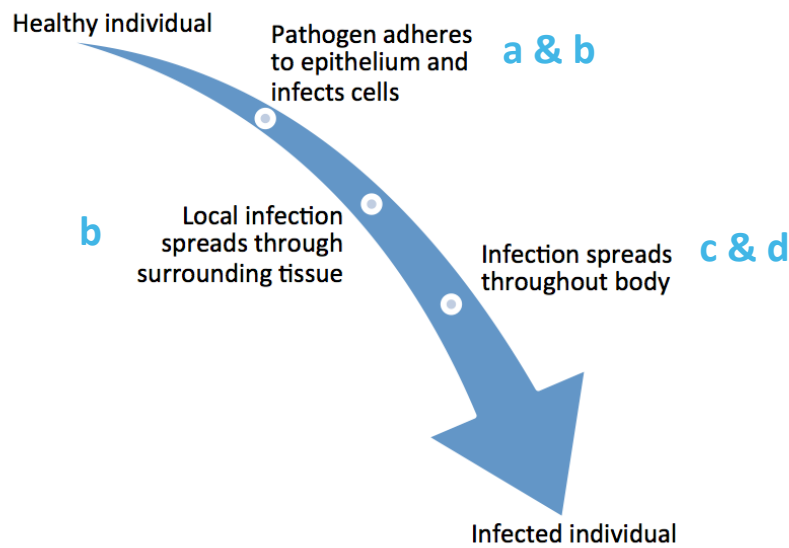 Healthy individual
Pathogen adheres
to epithelium and
infects cells
a & b
b
Local infection
spreads through
surrounding tissue
Infection spreads
throughout body
c & d
Infected individual